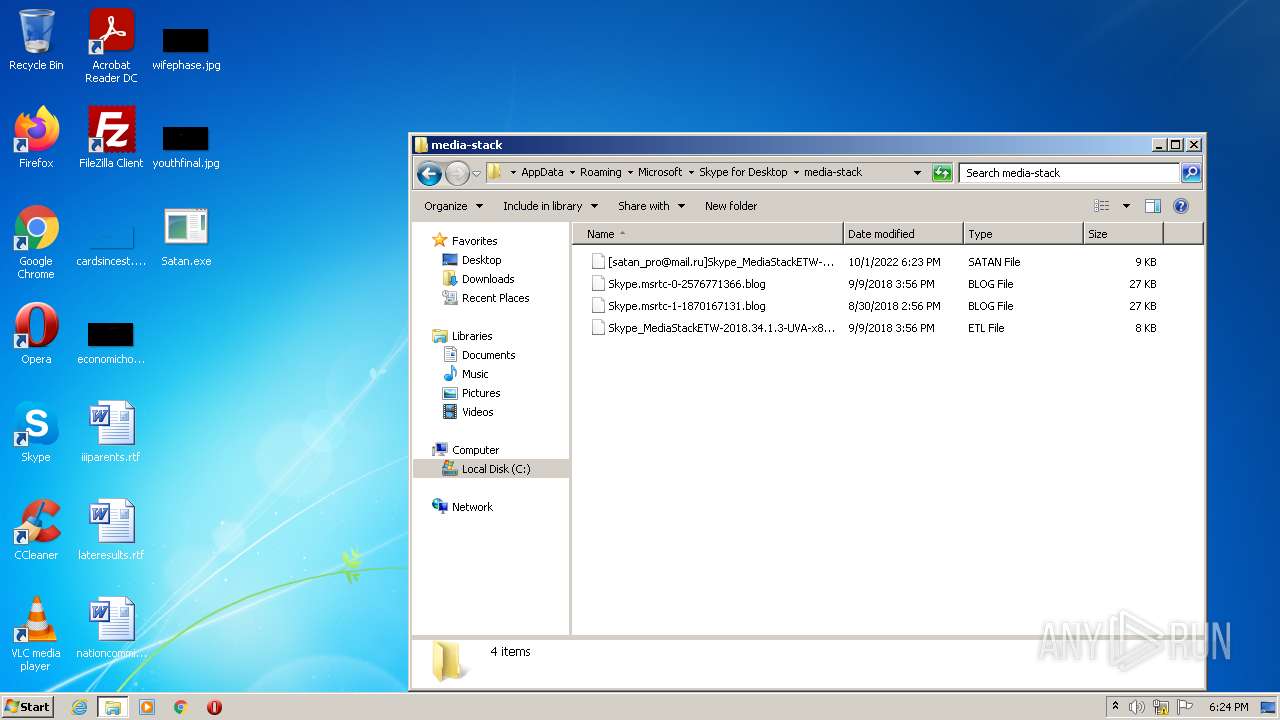 Recycle Bin
Acrobat
Reader DC
wifephase.jpg
Firefox
FileZilla Client
youthfinal.jpg
Google
Chrome
cardsincest....
Satan.exe
Opera
economicho...
Skype
iiiparents.rtf
CCleaner
lateresults.rtf
VLC media
player
nationcommi...
media-stack
AppData
Roaming
Microsoft
Skype for Desktop
media-stack
Search media-stack
Organize
Include in library
Share with
New folder
Favorites
Desktop
Downloads
Recent Places
Libraries
Documents
Music
Pictures
Videos
Computer
Local Disk (C:)
Network
Name Date modified Type Size
[satan_pro@mail.ru]Skype_MediaStackETW-... 10/1/2022 6:23 PM SATAN File 9 KB
Skype.msrtc-0-2576771366.blog 9/9/2018 3:56 PM BLOG File KB
Skype.msrtc-1-1870167131.blog 8/30/2018 2:56 PM BLOG File 27 KB
Skype_MediaStackETW-2018.34.1.3-UVA-x8... 9/9/2018 3:56 PM ETL File 8 KB
4 items
ANY RUN
Start
6:24 PM